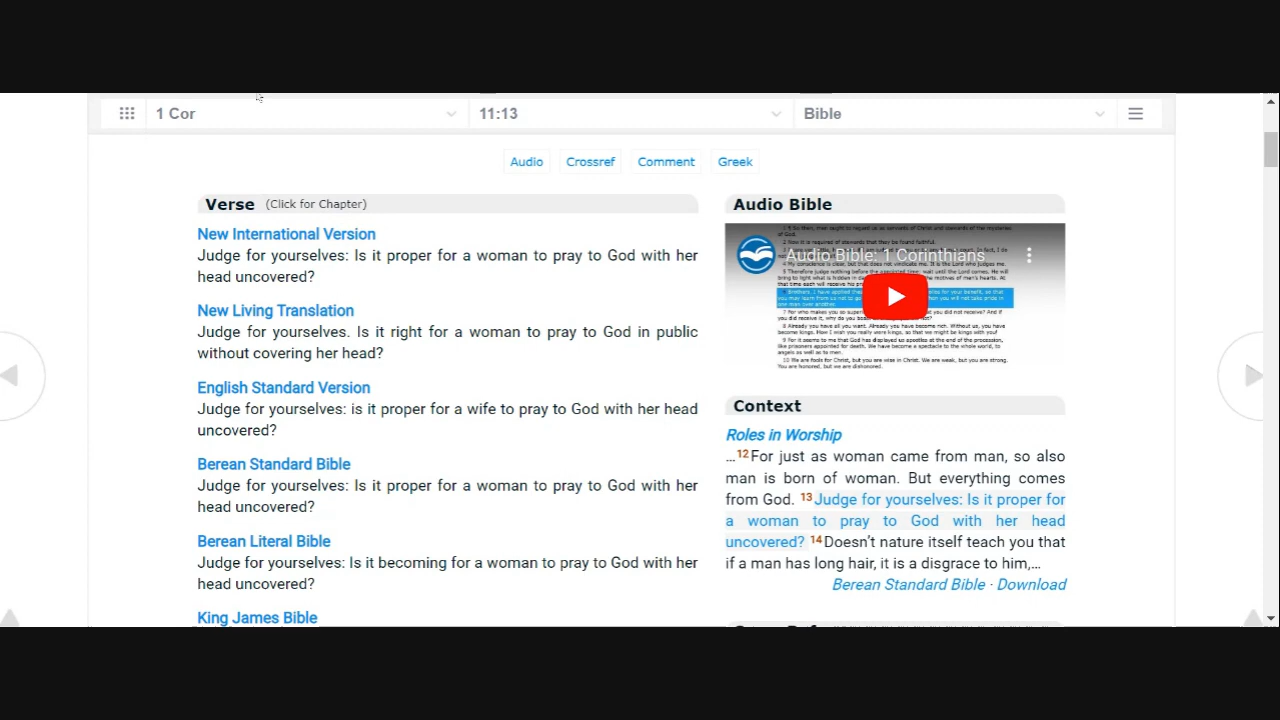 1 Cor
11:13
Bible
Audio
Crossref
Comment
Greek
Verse (Click for Chapter)
New International Version
Judge for yourselves: Is it proper for a woman to pray to God with her
head uncovered?
New Living Translation
Judge for yourselves. Is it right for a woman to pray to God in public
without covering her head?
English Standard Version
Judge for yourselves: is it proper for a wife to pray to God with her head
uncovered?
Berean Standard Bible
Judge for yourselves: Is it proper for a woman to pray to God with her
head uncovered?
Berean Literal Bible
Judge for yourselves: Is it becoming for a woman to pray to God with her
head uncovered?
King James Bible
Audio Bible
Audio Bible: 1 Corinthians
Context
Roles in Worship
…12For just as woman came from man, so also
man is born of woman. But everything comes
from God. 13Judge for yourselves: Is it proper for
a woman to pray to God with her head
uncovered? 14Doesn’t nature itself teach you that
if a man has long hair, it is a disgrace to him,…
Berean Standard Bible · Download